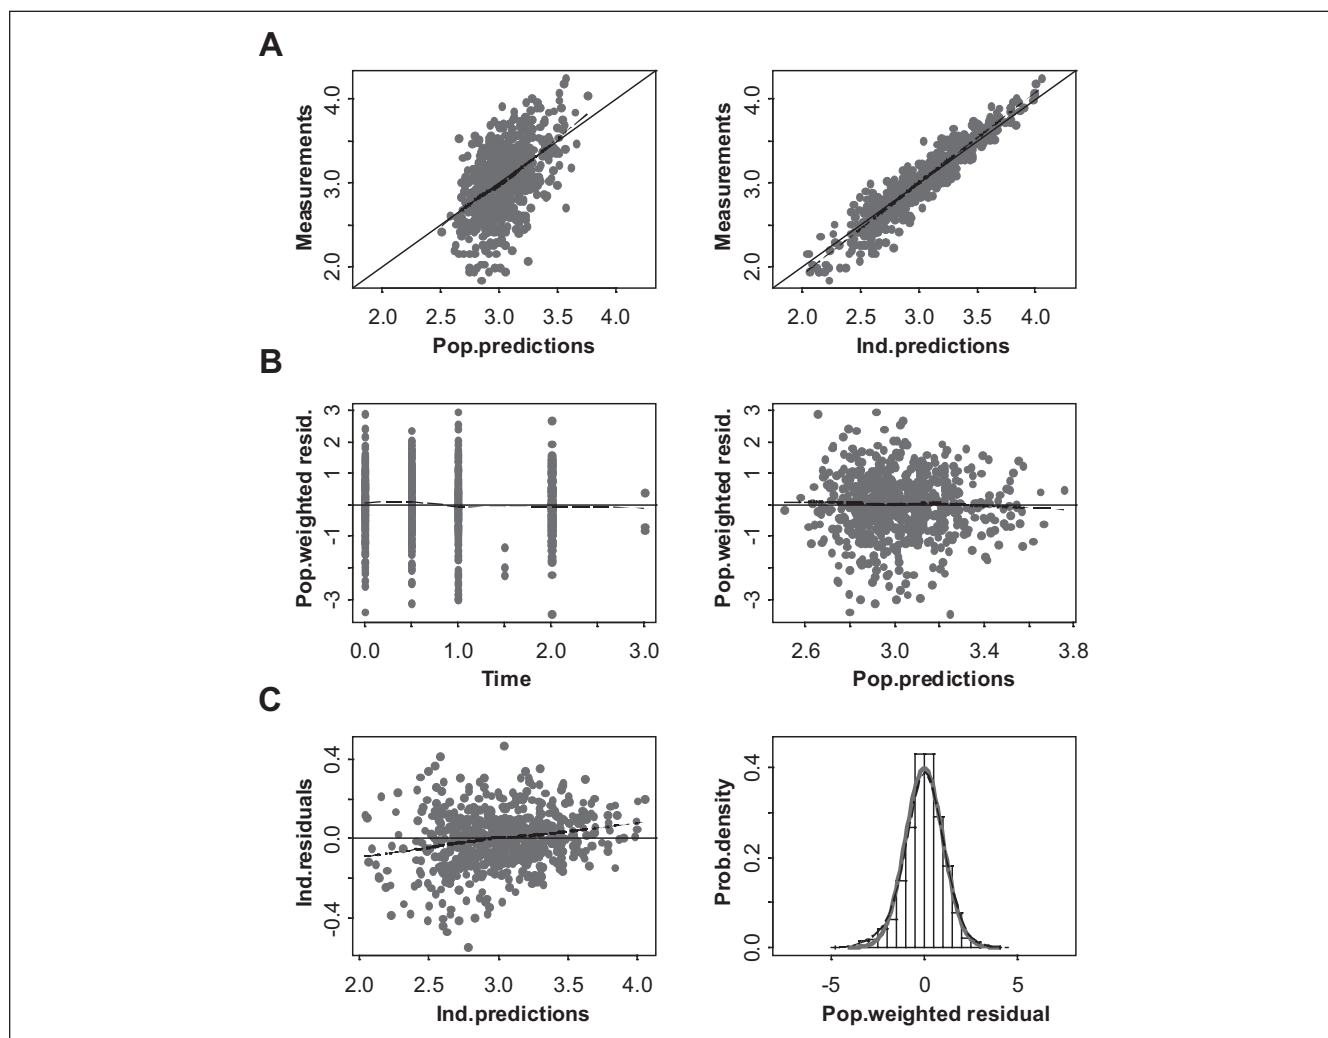 A
Measurements
4.0
3.0
2.0
2.0 2.5 3.0 3.5 4.0
Pop.predictions
Measurements
4.0
3.0
2.0
2.0 2.5 3.0 3.5 4.0
Ind.predictions
B
Pop.weighted resid.
3
2
1
-1
-3
0.0 1.0 2.0 3.0
Time
Pop.weighted resid.
3
2
1
-1
-3
2.6 3.0 3.4 3.8
Pop.predictions
C
Ind.residuals
0.4
0.0
-0.4
2.0 2.5 3.0 3.5 4.0
Ind.predictions
Prob.density
0.4
0.2
0.0
-5 0 5
Pop.weighted residual